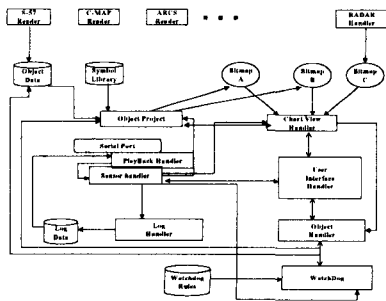 S-57
Render
C-MAP
Render
ARCS
Render
RADAR
Handler
Object
Data
Symbol
Library
Bitmap
A
Bitmap
B
Bitmap
C
Object Project
Chart View
Handler
Serial Port
PlayBack Handler
Sensor handler
User
Interface
Handler
Log
Data
Log
Handler
Object
Handler
Watchdog
Rules
WatchDog